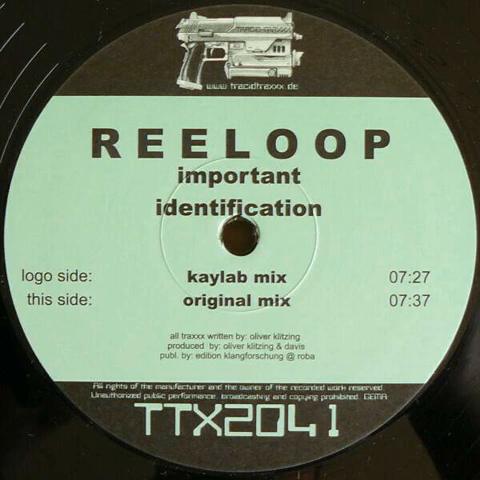 TRACID TRAXXX
www.tracidtraxxx.de
REELOOP
important
identification
logo side: kaylab mix 07:27
this side: original mix 07:37
all traxxx written by: oliver klitzing
produced by: oliver klitzing & davis
publ. by: edition klangforschung @ roba
All rights of the manufacturer and the owner of the recorded work reserved.
Unauthorized public performance, broadcasting and copying prohibited. GEMA
TTX2041